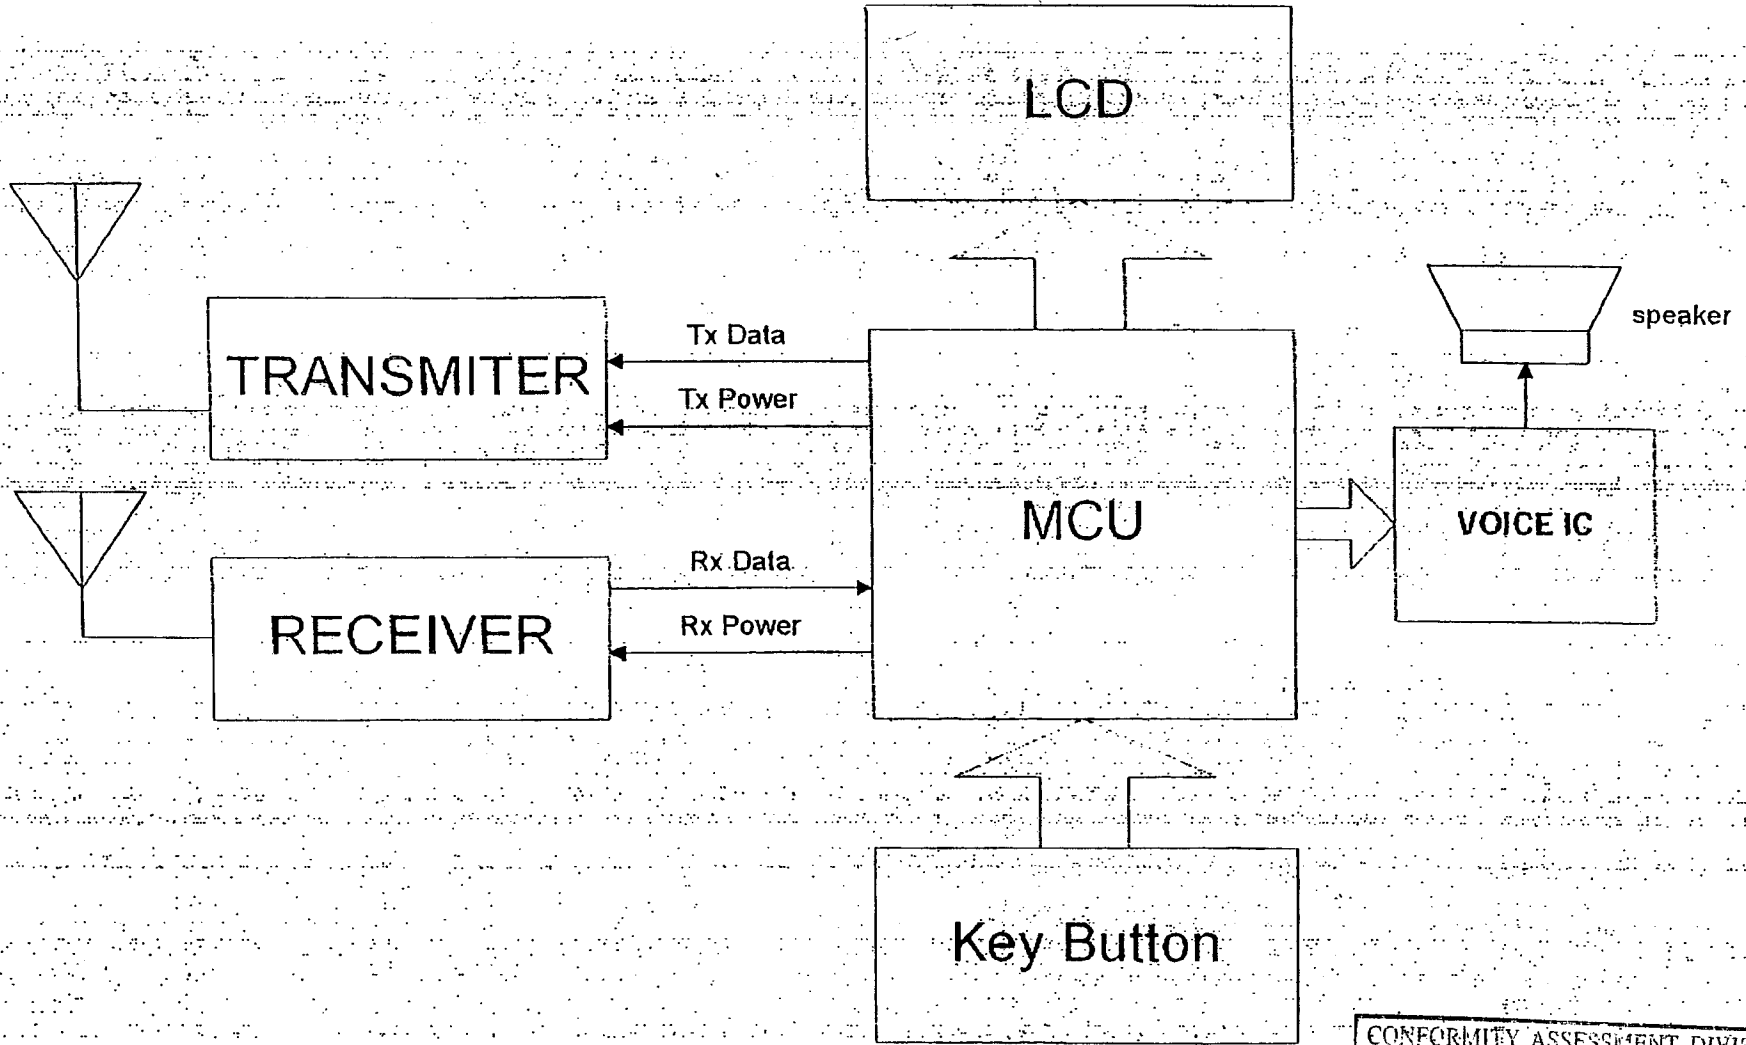 LCD
speaker
Tx Data
TRANSMITER
Tx Power
MCU
VOICE IC
Rx Data
RECEIVER
Rx Power
Key Button
CONFORMITY ASSESSMENT